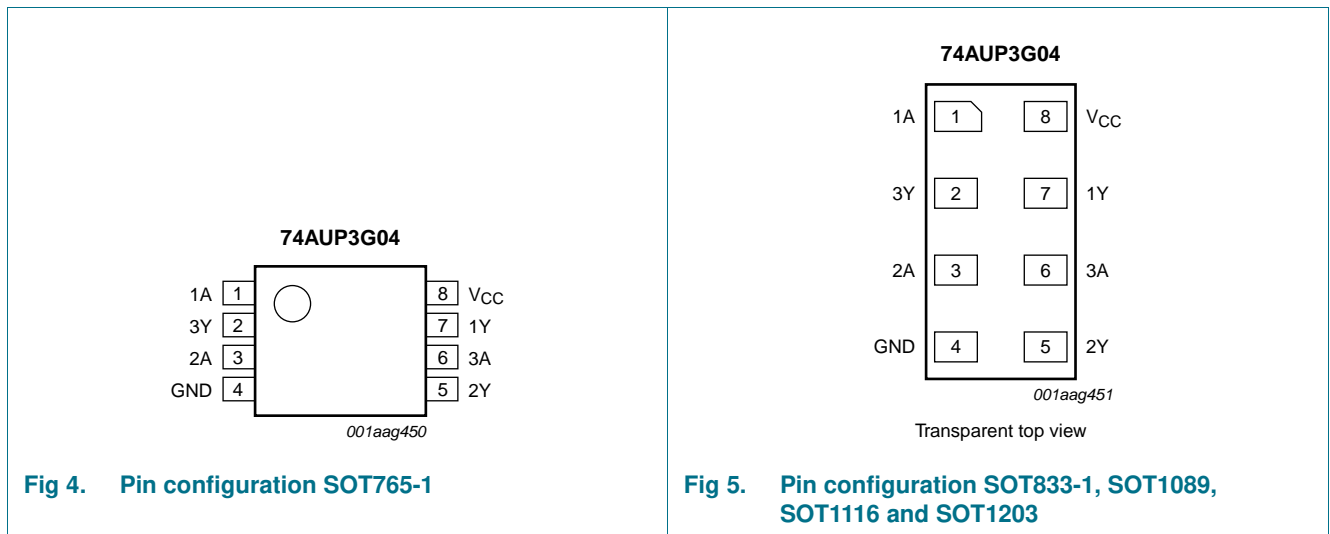 74AUP3G04
1A 1 8 VCC
3Y 2 7 1Y
2A 3 6 3A
GND 4 5 2Y
001aag450
Fig 4. Pin configuration SOT765-1
74AUP3G04
1A 1 8 VCC
3Y 2 7 1Y
2A 3 6 3A
GND 4 5 2Y
001aag451
Transparent top view
Fig 5. Pin configuration SOT833-1, SOT1089,
SOT1116 and SOT1203